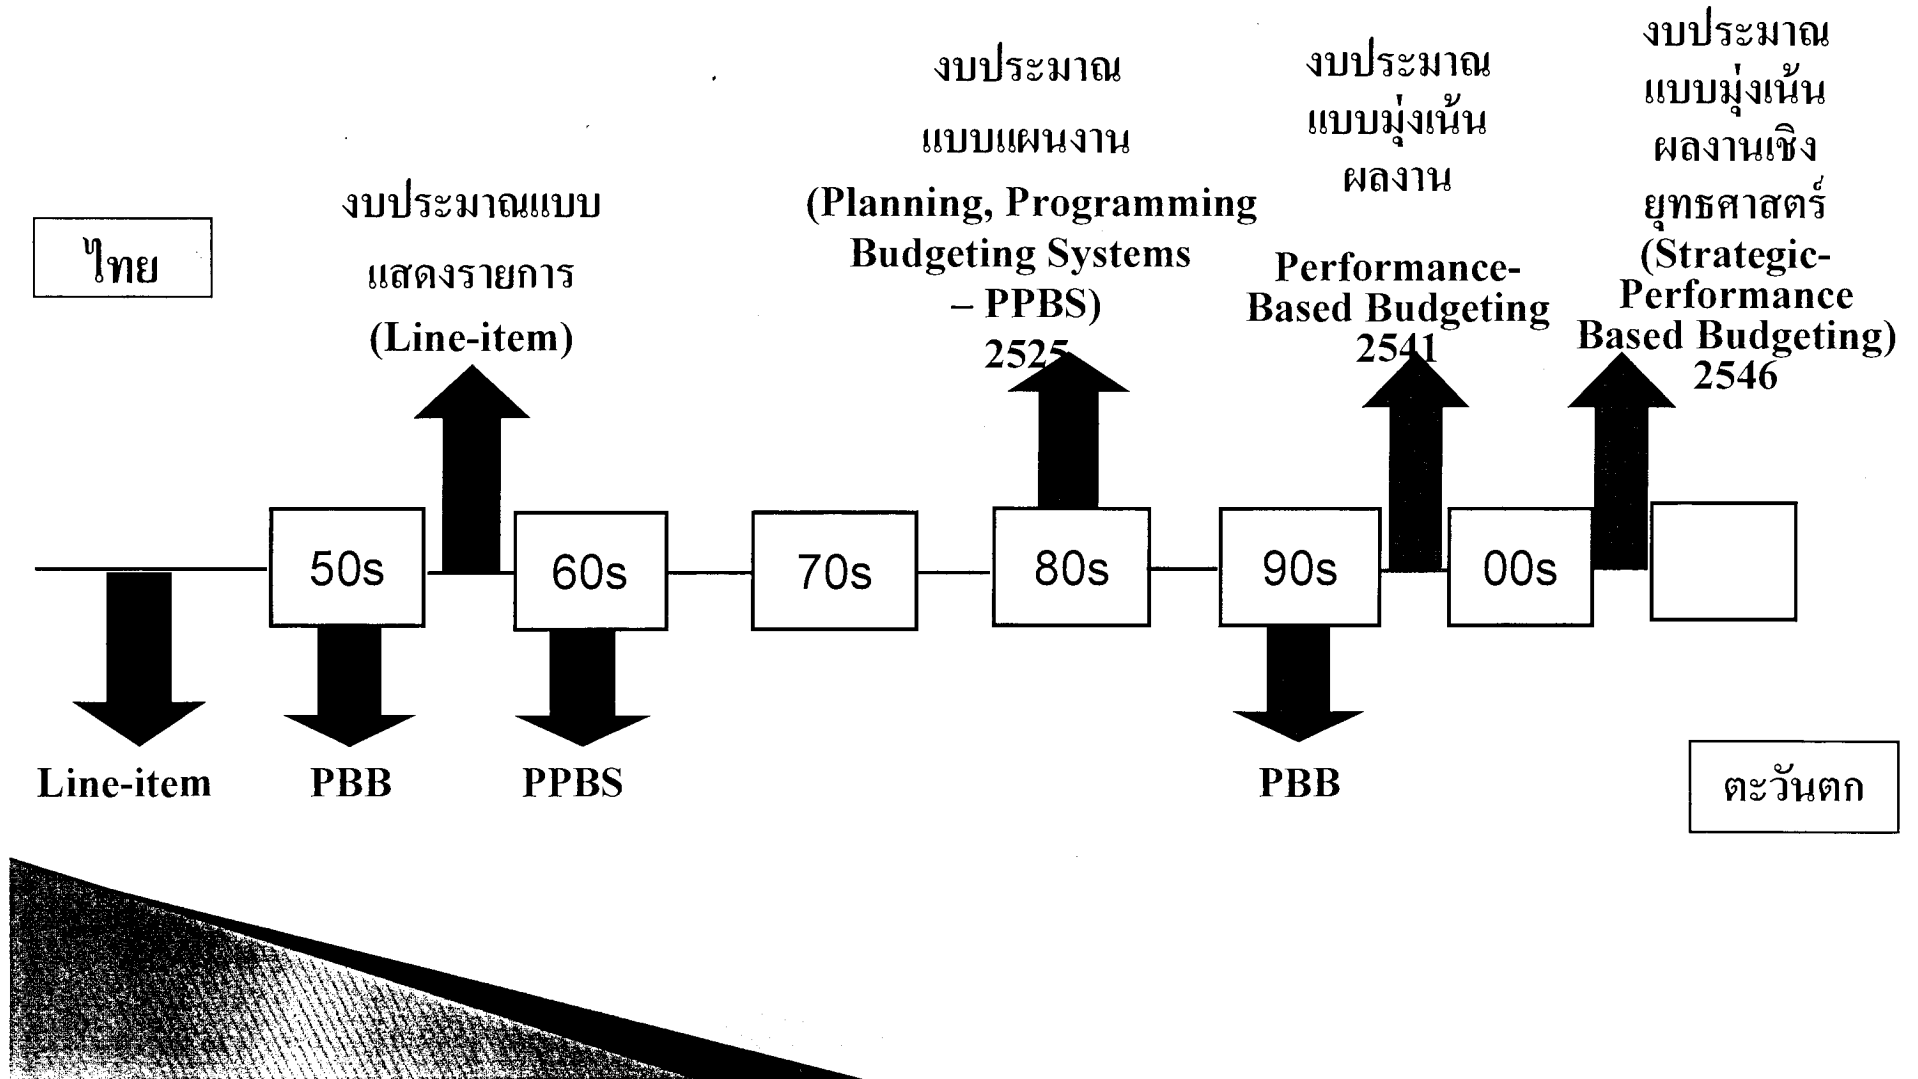 ไทย
งบประมาณแบบ
แสดงรายการ
(Line-item)
งบประมาณ
แบบแผนงาน
(Planning, Programming
Budgeting Systems
– PPBS)
2525
งบประมาณ
แบบมุ่งเน้น
ผลงาน
Performance-
Based Budgeting
2541
งบประมาณ
แบบมุ่งเน้น
ผลงานเชิง
ยุทธศาสตร์
(Strategic-
Performance
Based Budgeting)
2546
50s
60s
70s
80s
90s
00s
Line-item
PBB
PPBS
PBB
ตะวันตก